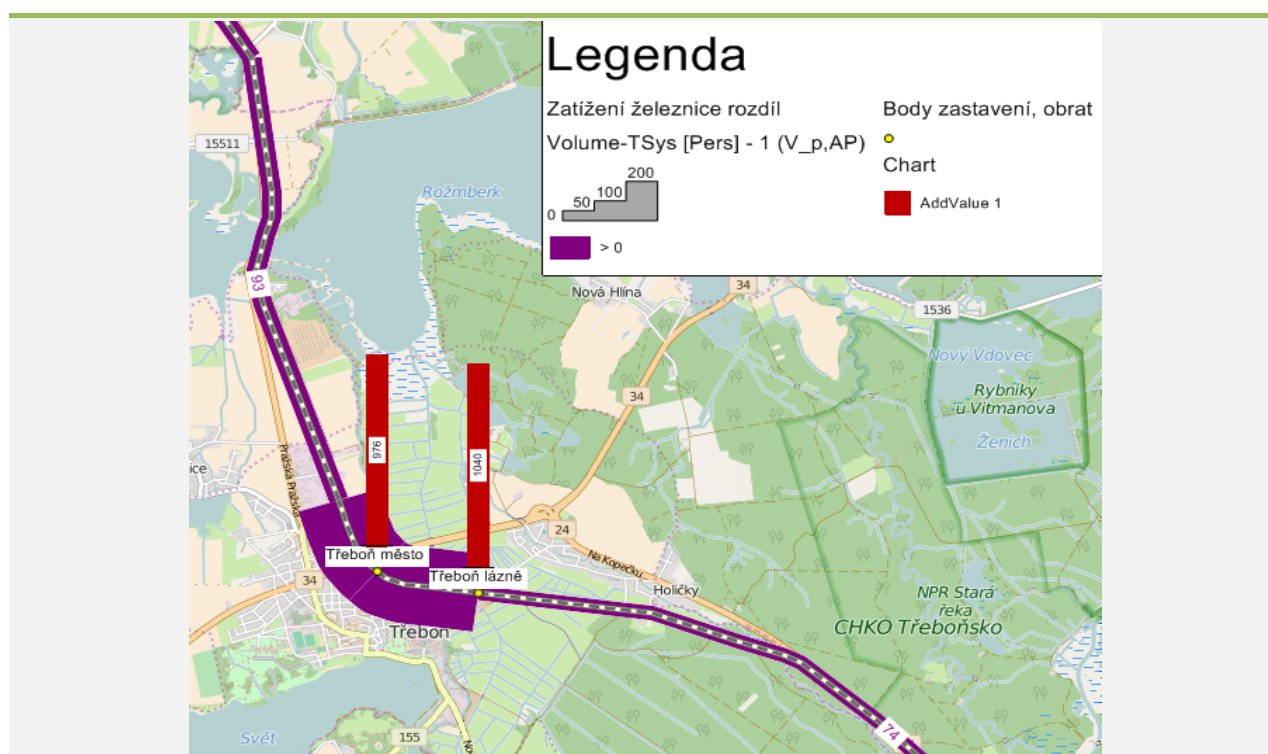 Legenda
Zatížení železnice rozdíl
Volume-TSys [Pers] - 1 (V_p,AP)
200
100
50
0
> 0
Body zastavení, obrat
Chart
AddValue 1
15511
Rožmberk
93
Nová Hlína
34
1536
Nový Vdovec
Rybníky
u Vitmanova
Ženich
34
ice
Pražská
Pražská
976
1040
24
Na Kopečku
Třeboň město
Třeboň lázně
34
Holičky
NPR Stará
řeka
CHKO Třeboňsko
Třeboň
74
Svět
155